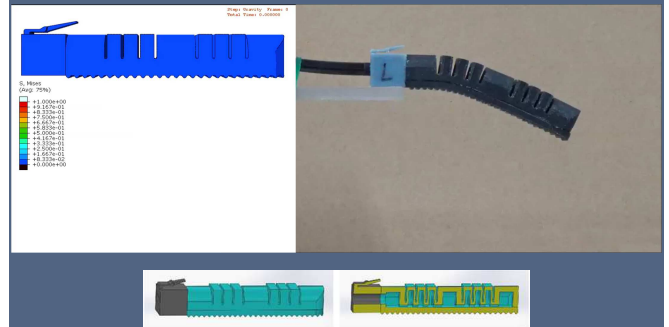 Step: Gravity Frame: 0
Total Time: 0.000000
S, Mises
(Avg: 75%)
+1.000e+00
+9.167e-01
+8.333e-01
+7.500e-01
+6.667e-01
+5.833e-01
+5.000e-01
+4.167e-01
+3.333e-01
+2.500e-01
+1.667e-01
+8.333e-02
+0.000e+00
L